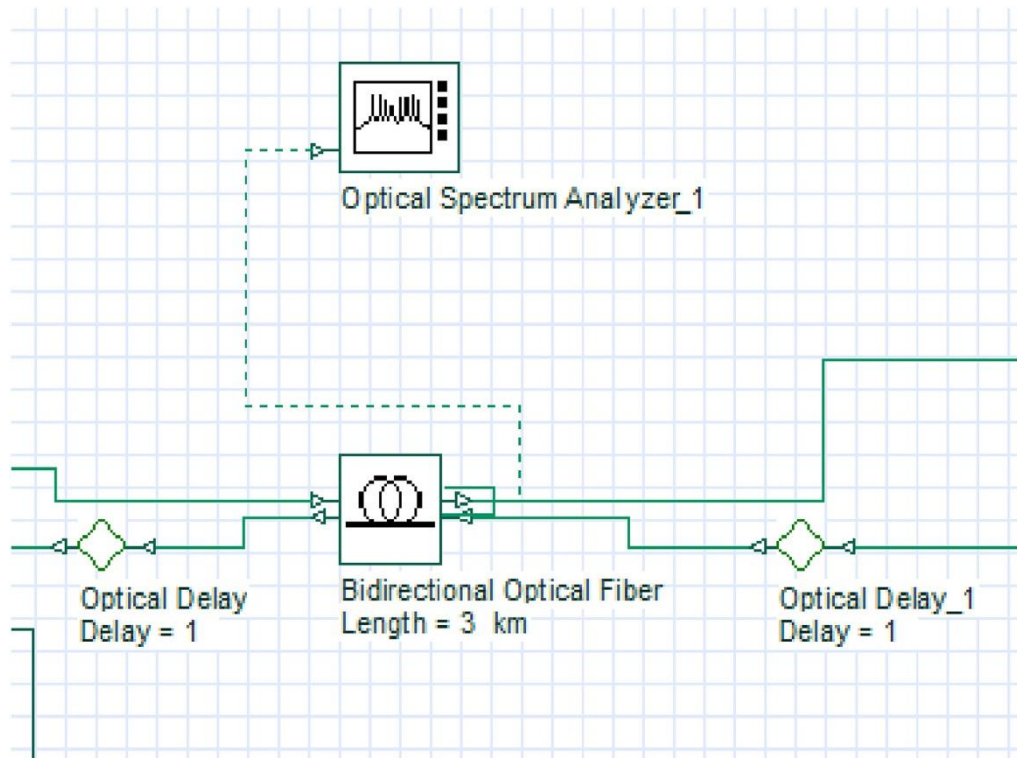 Optical Spectrum Analyzer_1
Optical Delay
Delay = 1
Bidirectional Optical Fiber
Length = 3 km
Optical Delay_1
Delay = 1